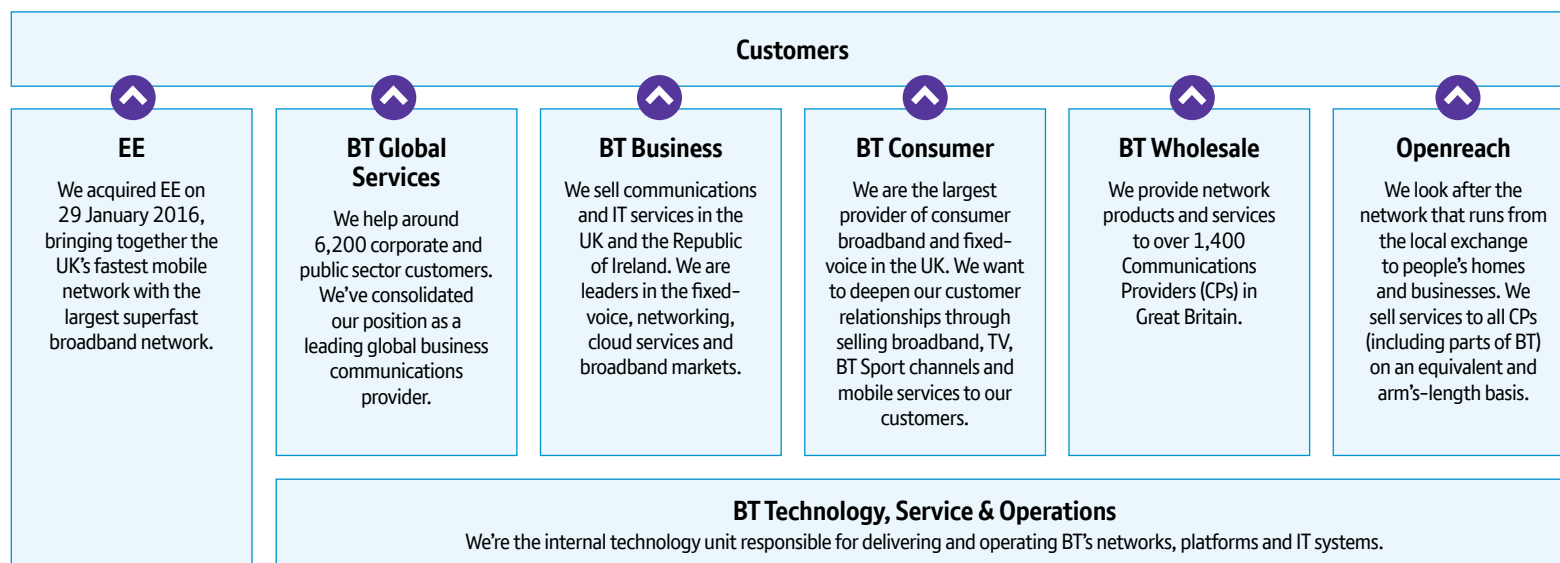 Customers
EE
We acquired EE on
29 January 2016,
bringing together the
UK’s fastest mobile
network with the
largest superfast
broadband network.
BT Global
Services
We help around
6,200 corporate and
public sector customers.
We’ve consolidated
our position as a
leading global business
communications
provider.
BT Business
We sell communications
and IT services in the
UK and the Republic
of Ireland. We are
leaders in the fixed-
voice, networking,
cloud services and
broadband markets.
BT Consumer
We are the largest
provider of consumer
broadband and fixed-
voice in the UK. We want
to deepen our customer
relationships through
selling broadband, TV,
BT Sport channels and
mobile services to our
customers.
BT Wholesale
We provide network
products and services
to over 1,400
Communications
Providers (CPs) in
Great Britain.
Openreach
We look after the
network that runs from
the local exchange
to people’s homes
and businesses. We
sell services to all CPs
(including parts of BT)
on an equivalent and
arm’s-length basis.
BT Technology, Service & Operations
We’re the internal technology unit responsible for delivering and operating BT’s networks, platforms and IT systems.